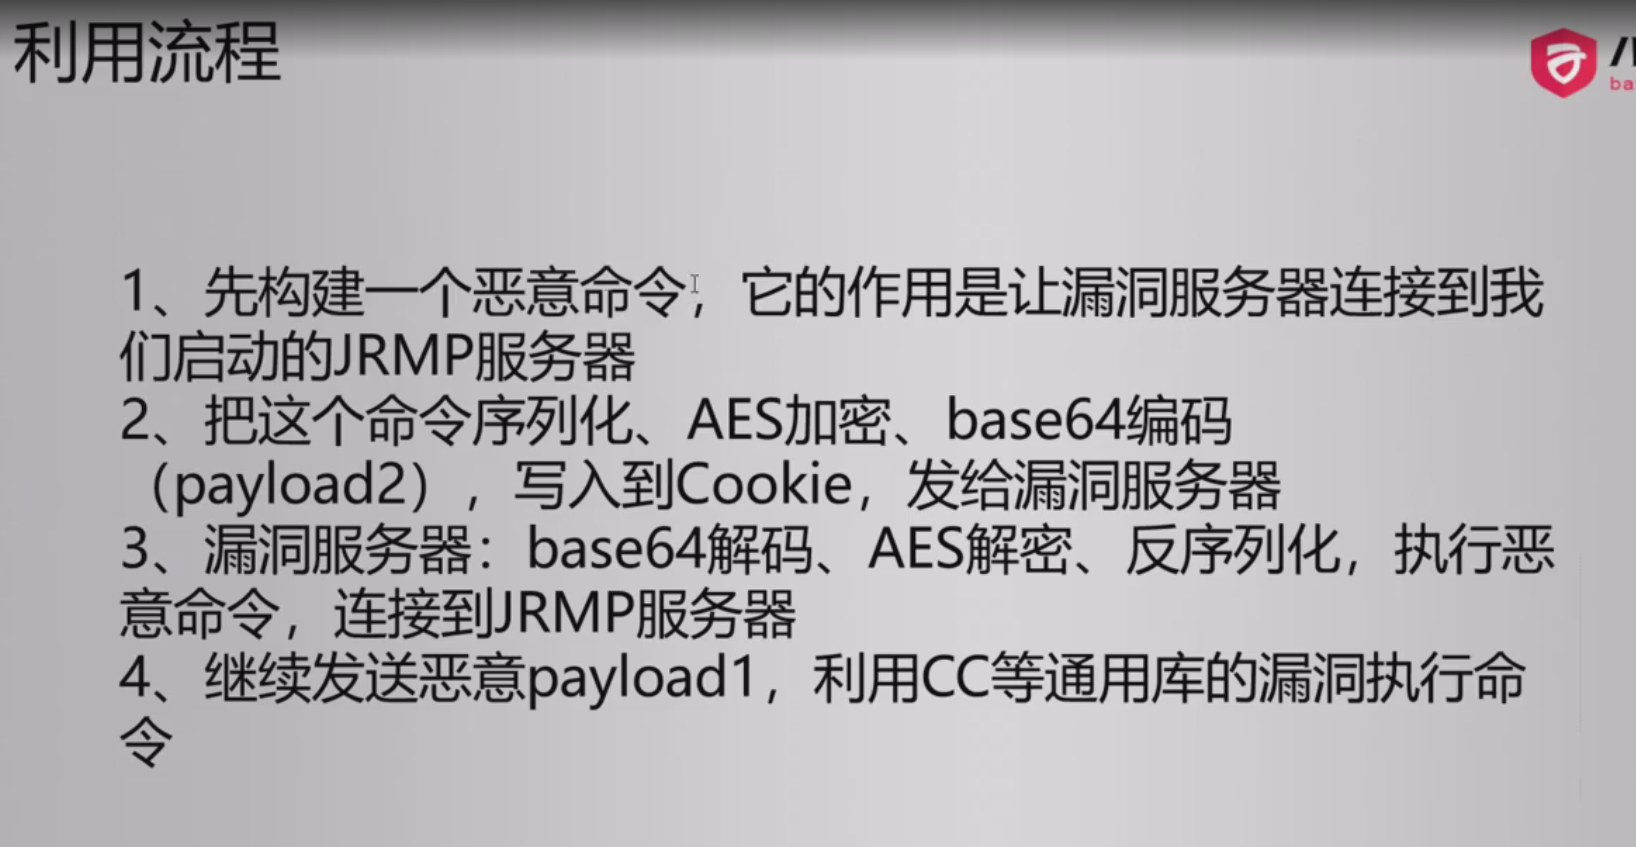 利用流程
ba
1、先构建一个恶意命令，它的作用是让漏洞服务器连接到我
们启动的JRMP服务器
2、把这个命令序列化、AES加密、base64编码
（payload2），写入到Cookie，发给漏洞服务器
3、漏洞服务器：base64解码、AES解密、反序列化，执行恶
意命令，连接到JRMP服务器
4、继续发送恶意payload1，利用CC等通用库的漏洞执行命
令